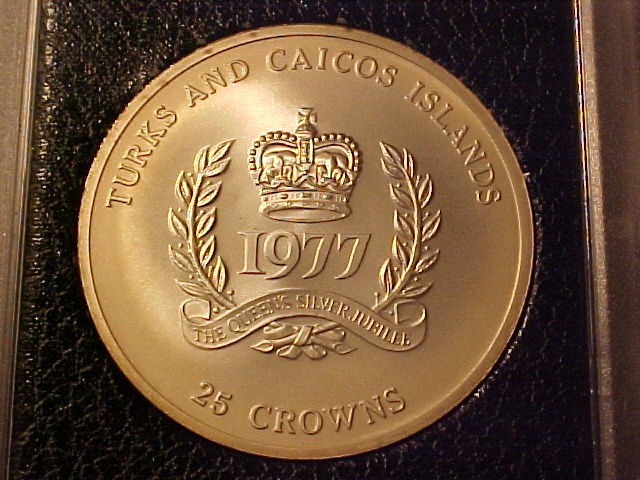 TURKS AND CAICOS ISLANDS
1977
THE QUEEN'S SILVER JUBILEE
25 CROWNS